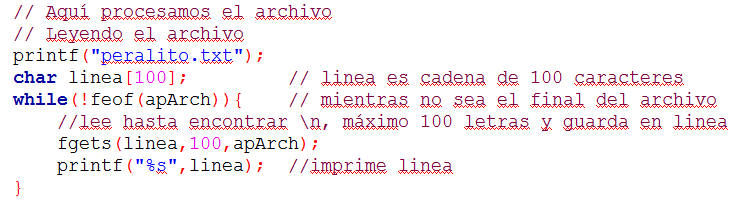 // Aquí procesamos el archivo
// Leyendo el archivo
printf("peralito.txt");
char linea[100];         // linea es cadena de 100 caracteres
while(!feof(apArch)){    // mientras no sea el final del archivo
    //lee hasta encontrar \n, máximo 100 letras y guarda en linea
    fgets(linea,100,apArch);
    printf("%s",linea);  //imprime linea
}